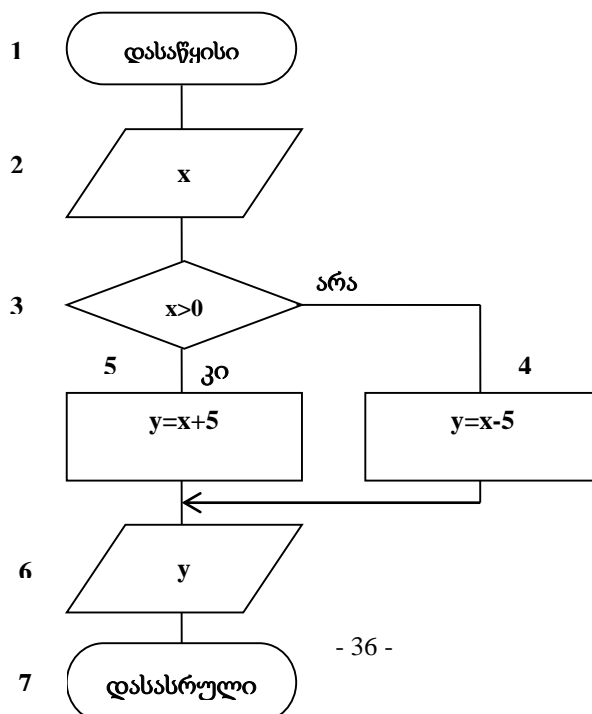 1 დასაწყისი
2 x
არა
3 x>0
5 კი 4
y=x+5 y=x-5
6 y
- 36 -
7 დასასრული